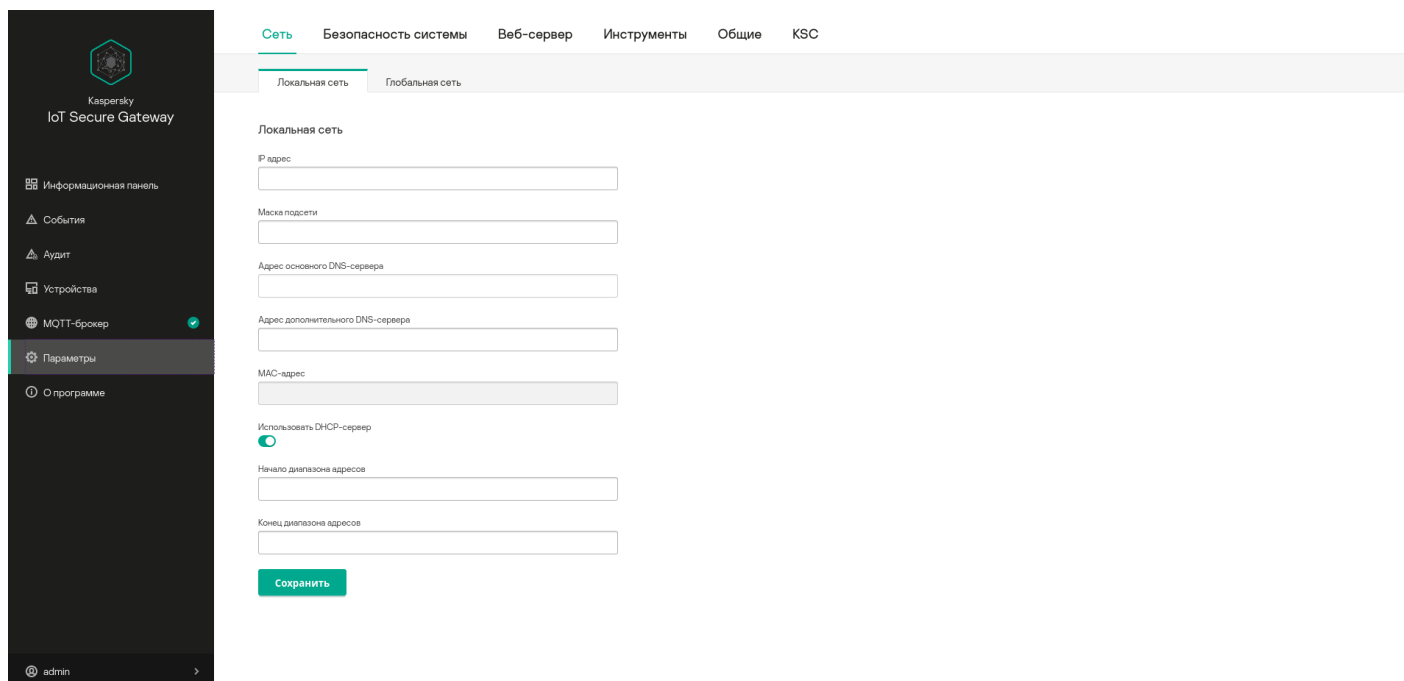 Kaspersky
IoT Secure Gateway
Информационная панель
События
Аудит
Устройства
MQTT-брокер
Параметры
О программе
admin
Сеть Безопасность системы Веб-сервер Инструменты Общие KSC
Локальная сеть Глобальная сеть
Локальная сеть
IP адрес
Маска подсети
Адрес основного DNS-сервера
Адрес дополнительного DNS-сервера
MAC-адрес
Использовать DHCP-сервер
Начало диапазона адресов
Конец диапазона адресов
Сохранить